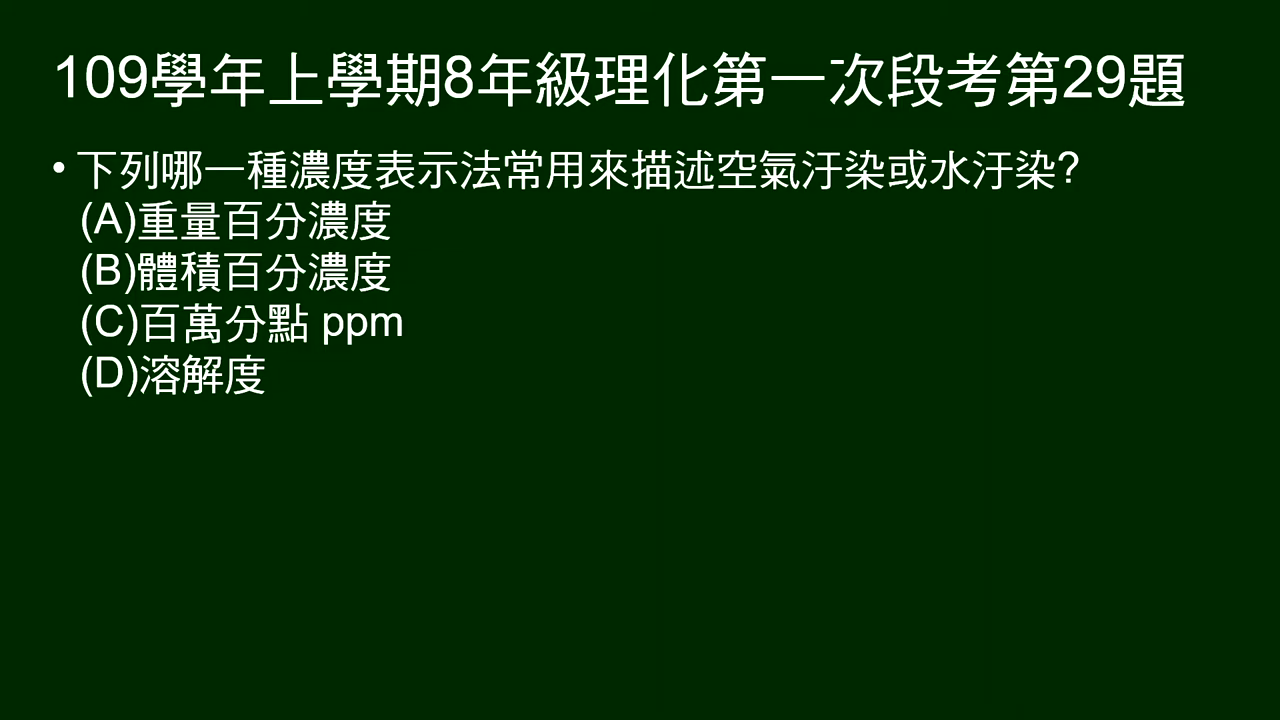 109學年上學期8年級理化第一次段考第29題
• 下列哪一種濃度表示法常用來描述空氣汙染或水汙染?
(A)重量百分濃度
(B)體積百分濃度
(C)百萬分點 ppm
(D)溶解度